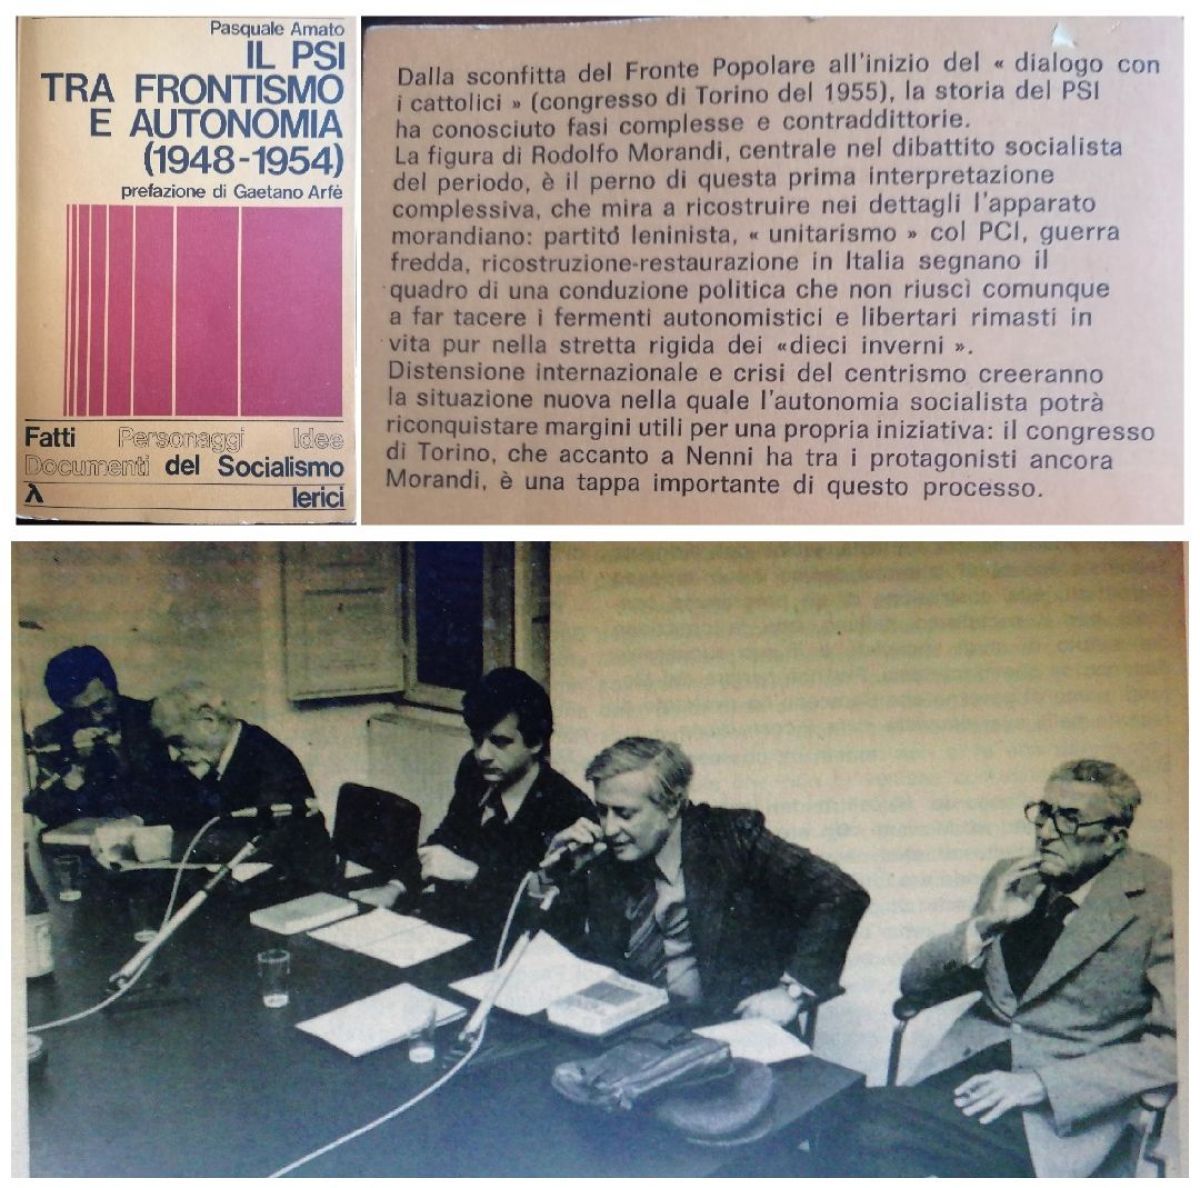 Pasquale Amato
IL PSI
TRA FRONTISMO
E AUTONOMIA
(1948-1954)
prefazione di Gaetano Arfè
Fatti Personaggi Idee
Documenti del Socialismo
λ lerici
Dalla sconfitta del Fronte Popolare all'inizio del « dialogo con
i cattolici » (congresso di Torino del 1955), la storia del PSI
ha conosciuto fasi complesse e contraddittorie.
La figura di Rodolfo Morandi, centrale nel dibattito socialista
del periodo, è il perno di questa prima interpretazione
complessiva, che mira a ricostruire nei dettagli l'apparato
morandiano: partito leninista, « unitarismo » col PCI, guerra
fredda, ricostruzione-restaurazione in Italia segnano il
quadro di una conduzione politica che non riuscì comunque
a far tacere i fermenti autonomistici e libertari rimasti in
vita pur nella stretta rigida dei «dieci inverni ».
Distensione internazionale e crisi del centrismo creeranno
la situazione nuova nella quale l'autonomia socialista potrà
riconquistare margini utili per una propria iniziativa: il congresso
di Torino, che accanto a Nenni ha tra i protagonisti ancora
Morandi, è una tappa importante di questo processo.